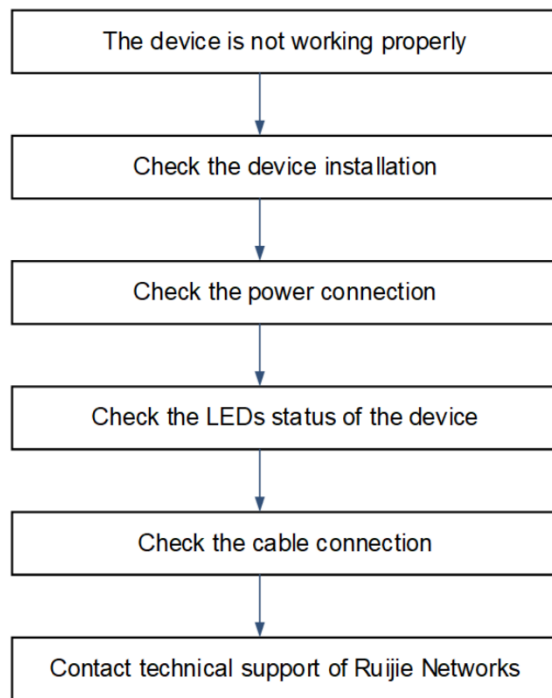 The device is not working properly
Check the device installation
Check the power connection
Check the LEDs status of the device
Check the cable connection
Contact technical support of Ruijie Networks